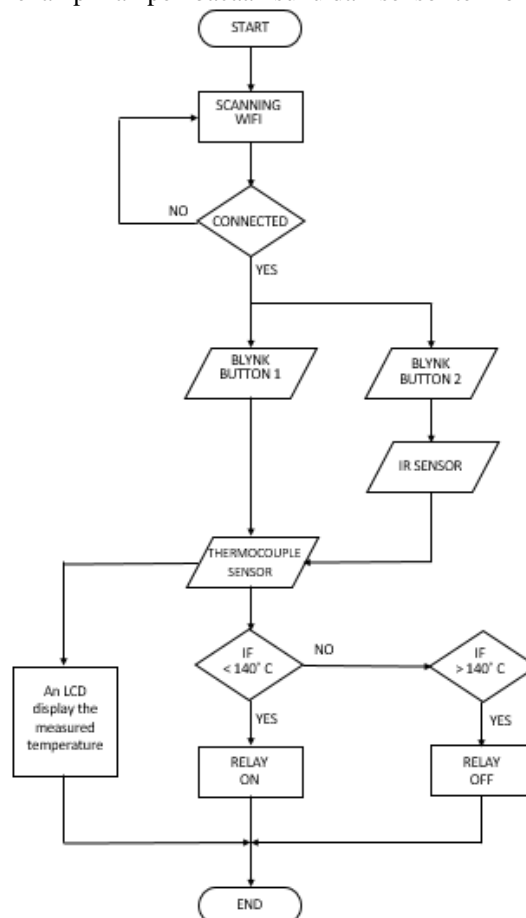 START
SCANNING
WIFI
NO
CONNECTED
YES
BLYNK
BUTTON 1
BLYNK
BUTTON 2
IR SENSOR
THERMOCOUPLE
SENSOR
IF
< 140° C
NO
IF
> 140° C
An LCD
display the
measured
temperature
YES
YES
RELAY
ON
RELAY
OFF
END